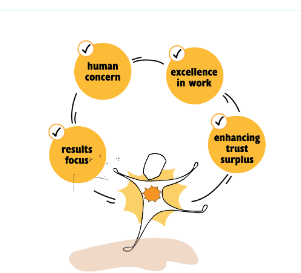 human
concern
excellence
in work
results
focus
enhancing
trust
surplus